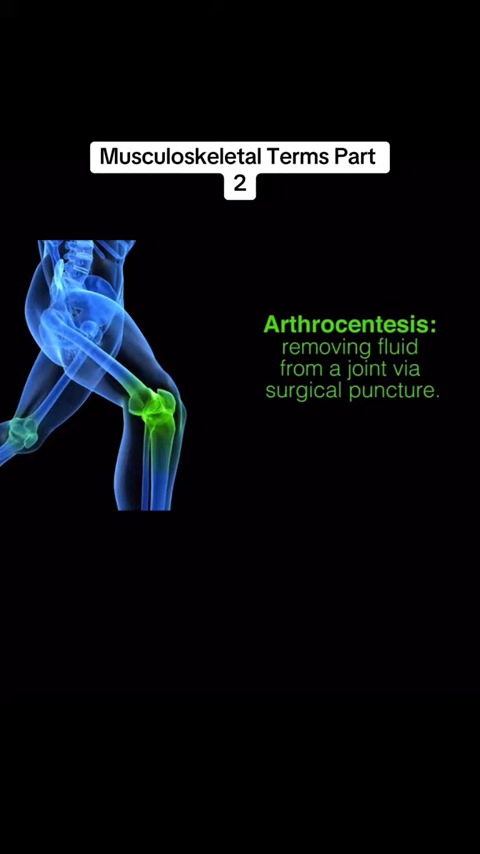 Musculoskeletal Terms Part
2
Arthrocentesis:
removing fluid
from a joint via
surgical puncture.